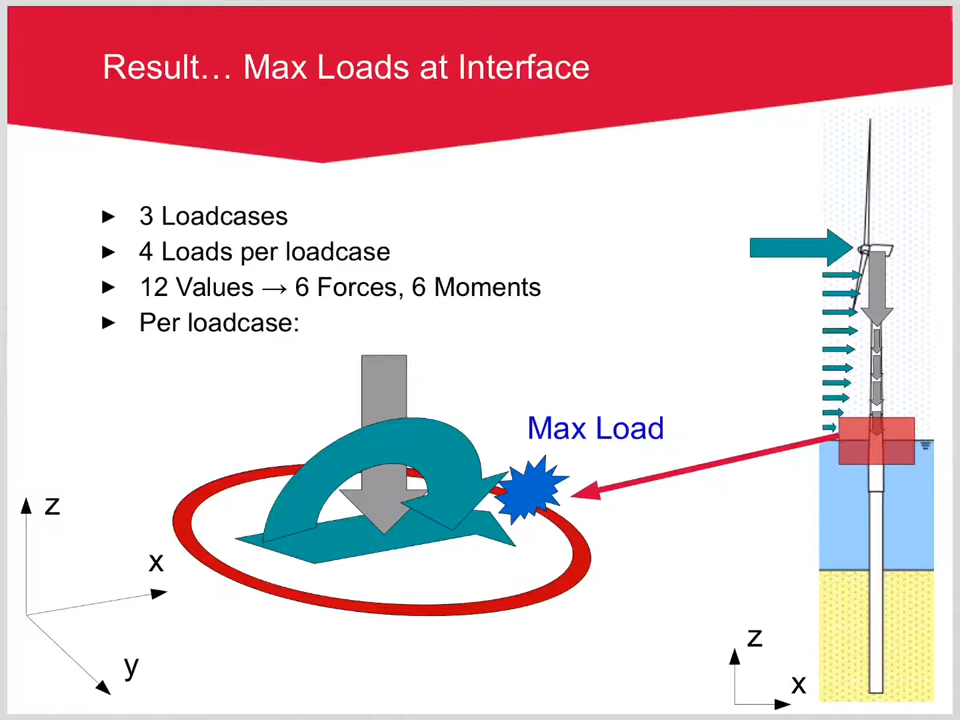 Result… Max Loads at Interface
► 3 Loadcases
► 4 Loads per loadcase
► 12 Values → 6 Forces, 6 Moments
► Per loadcase:
Max Load
z
x
y
z
x